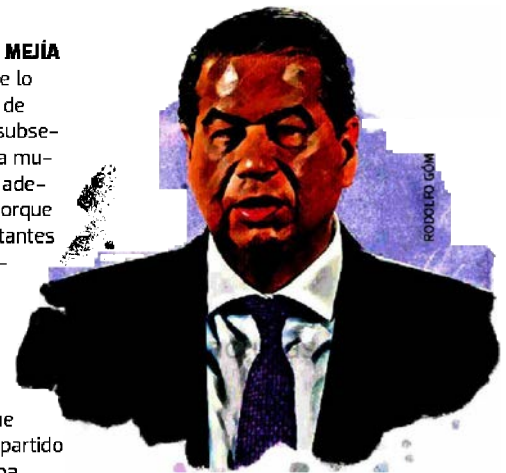 MEJÍA
e lo
de
subse-
a mu-
ade-
orque
tantes
-
ue
partido
RODOLFO GÓM